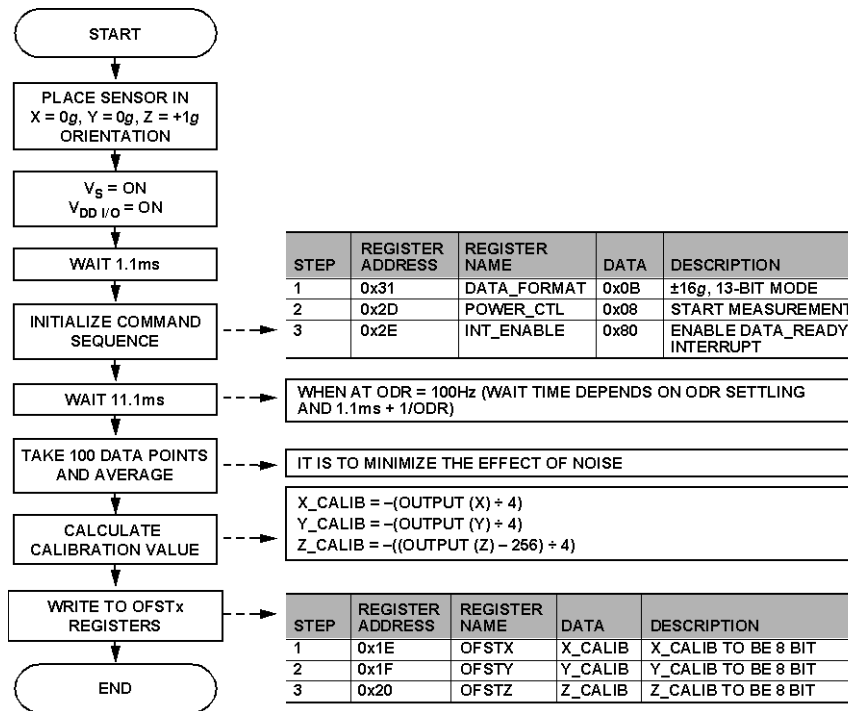 START
PLACE SENSOR IN
X = 0g, Y = 0g, Z = +1g
ORIENTATION
VS = ON
VDD I/O = ON
WAIT 1.1ms
INITIALIZE COMMAND
SEQUENCE
STEP REGISTER ADDRESS REGISTER NAME DATA DESCRIPTION
1 0x31 DATA_FORMAT 0x0B ±16g, 13-BIT MODE
2 0x2D POWER_CTL 0x08 START MEASUREMENT
3 0x2E INT_ENABLE 0x80 ENABLE DATA_READY
INTERRUPT
WAIT 11.1ms
WHEN AT ODR = 100Hz (WAIT TIME DEPENDS ON ODR SETTLING
AND 1.1ms + 1/ODR)
TAKE 100 DATA POINTS
AND AVERAGE
IT IS TO MINIMIZE THE EFFECT OF NOISE
CALCULATE
CALIBRATION VALUE
X_CALIB = –(OUTPUT (X) ÷ 4)
Y_CALIB = –(OUTPUT (Y) ÷ 4)
Z_CALIB = –((OUTPUT (Z) – 256) ÷ 4)
WRITE TO OFSTx
REGISTERS
STEP REGISTER ADDRESS REGISTER NAME DATA DESCRIPTION
1 0x1E OFSTX X_CALIB X_CALIB TO BE 8 BIT
2 0x1F OFSTY Y_CALIB Y_CALIB TO BE 8 BIT
3 0x20 OFSTZ Z_CALIB Z_CALIB TO BE 8 BIT
END